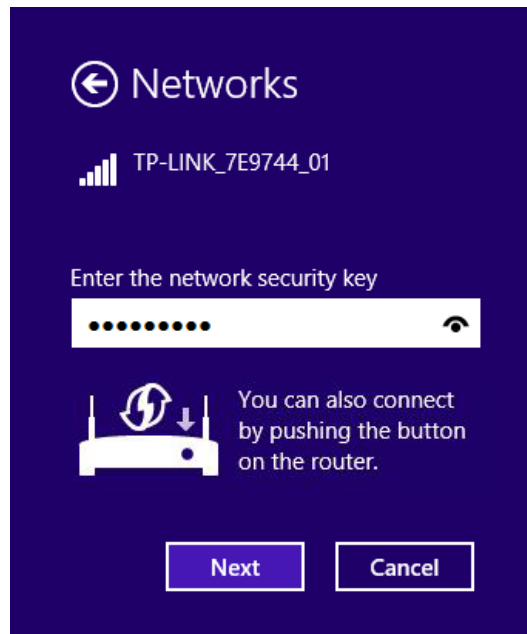 Networks
TP-LINK_7E9744_01
Enter the network security key
•••••••••
You can also connect
by pushing the button
on the router.
Next
Cancel